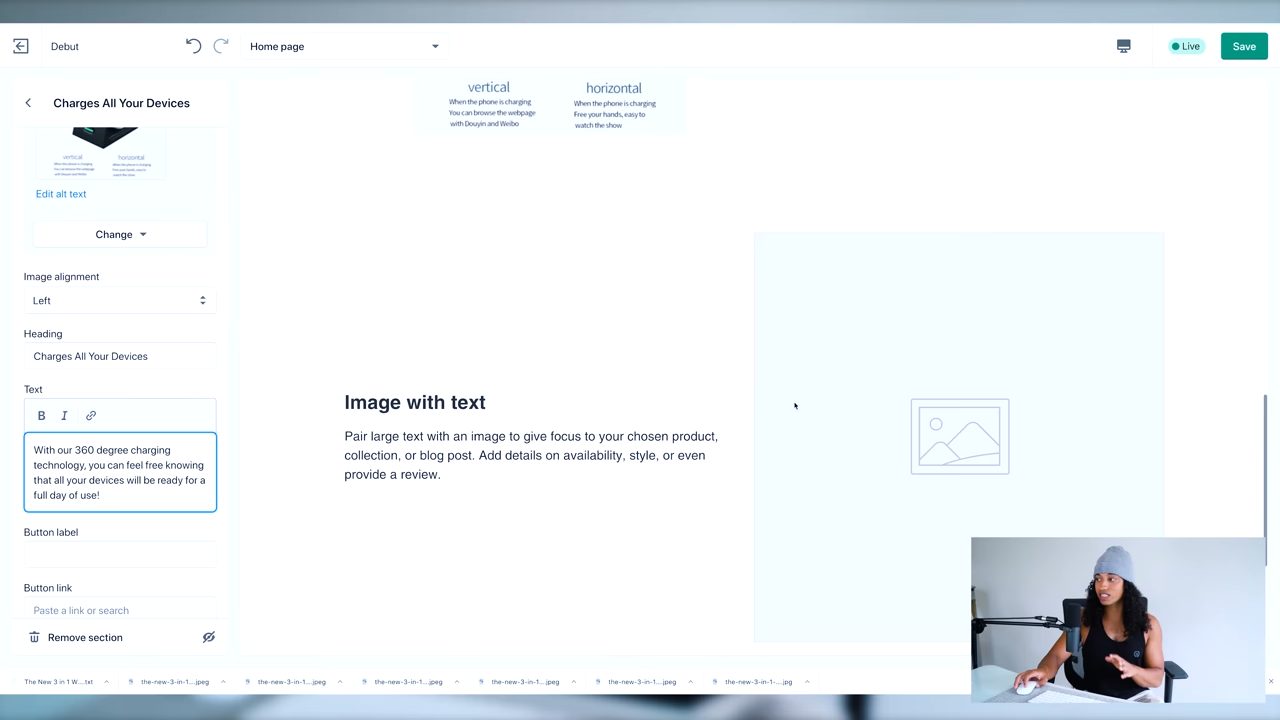 Debut
Home page
Live
Save
Charges All Your Devices
vertical
horizontal
Edit alt text
Change
Image alignment
Left
Heading
Charges All Your Devices
Text
B I
With our 360 degree charging
technology, you can feel free knowing
that all your devices will be ready for a
full day of use!
Button label
Button link
Paste a link or search
Remove section
vertical
When the phone is charging
You can browse the webpage
with Douyin and Weibo
horizontal
When the phone is charging
Free your hands, easy to
watch the show
Image with text
Pair large text with an image to give focus to your chosen product,
collection, or blog post. Add details on availability, style, or even
provide a review.
The New 3 in 1 W....txt
the-new-3-in-1....jpeg
the-new-3-in-1....jpeg
the-new-3-in-1....jpeg
the-new-3-in-1....jpeg
the-new-3-in-1....jpeg
the-new-3-in-1-....jpg